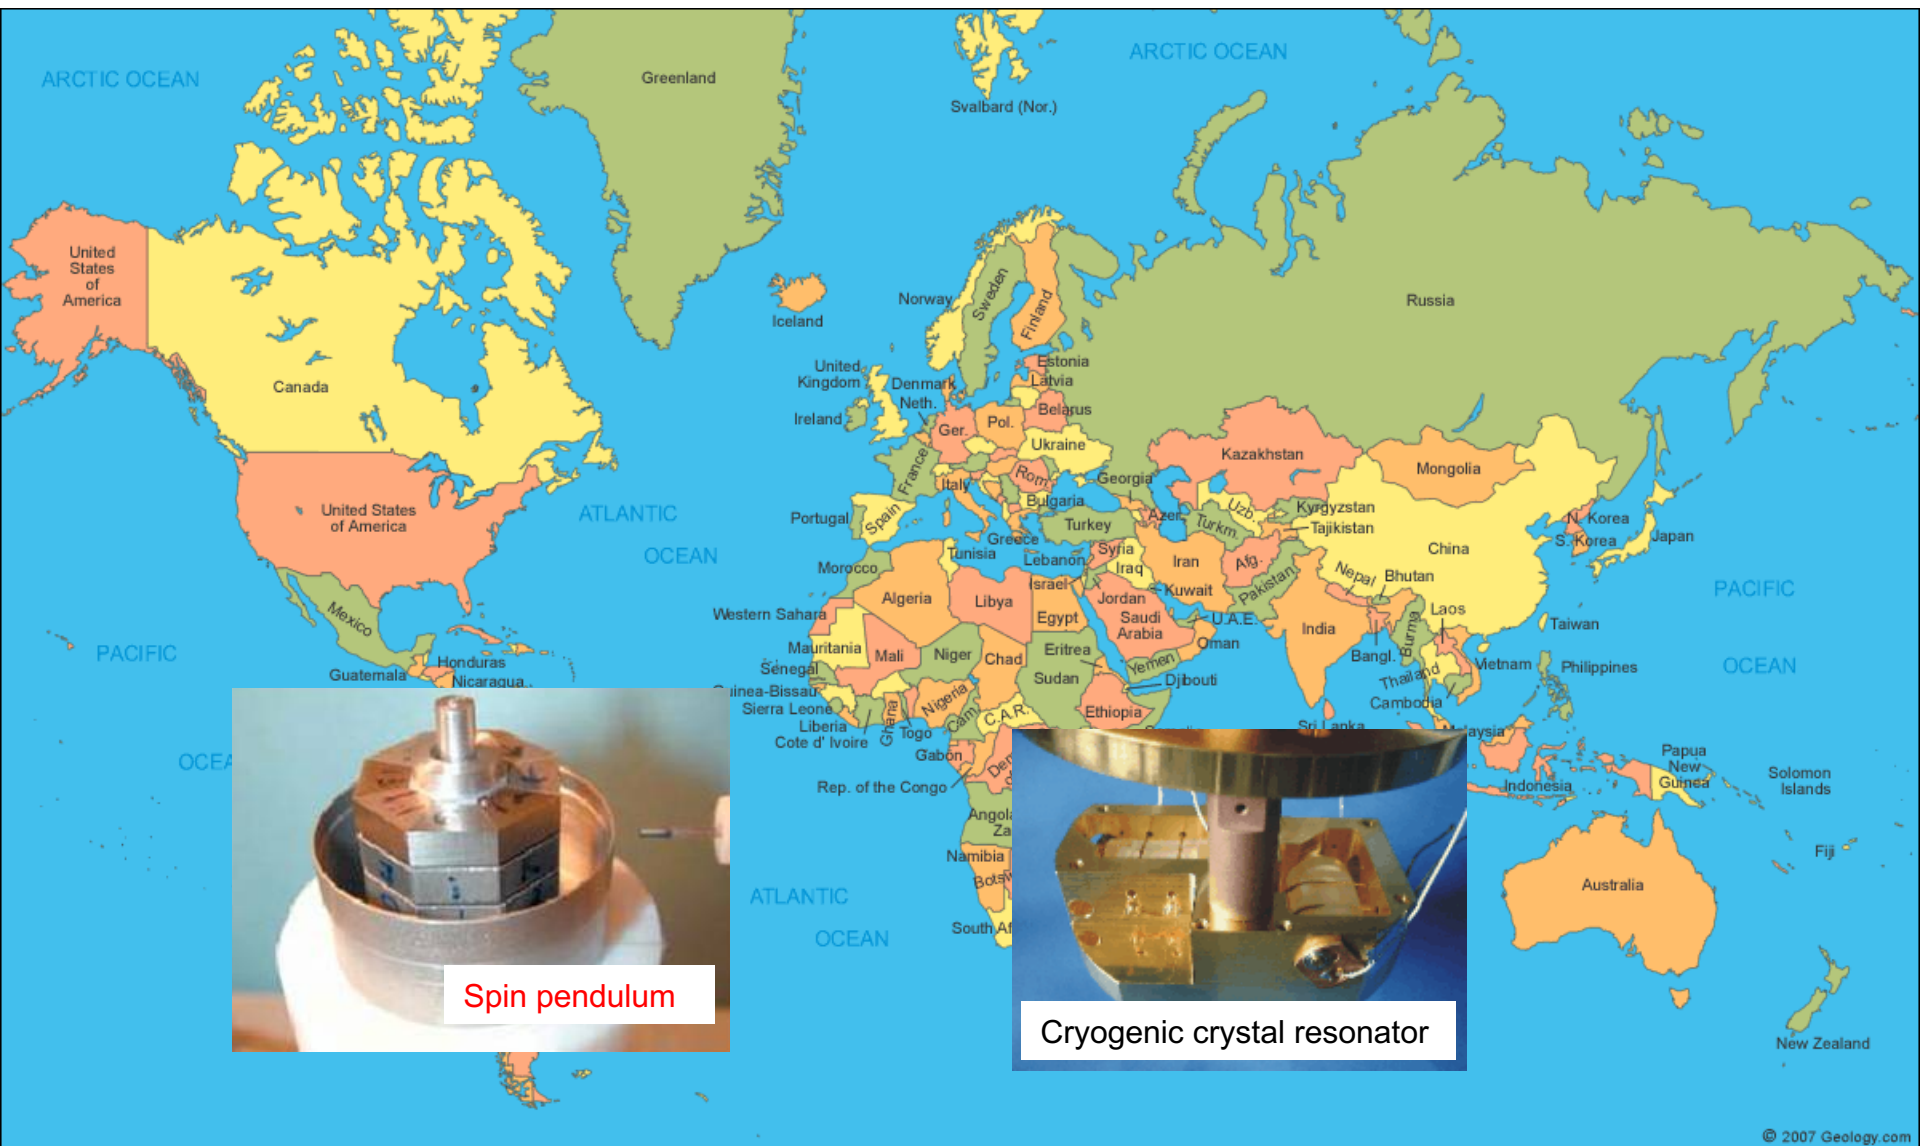 ARCTIC OCEAN
Greenland
ARCTIC OCEAN
Svalbard (Nor.)
United
States
of
America
Canada
Iceland
Norway
Sweden
Finland
Russia
United
Kingdom
Ireland
Denmark
Neth.
Estonia
Latvia
Belarus
Ger.
Pol.
Ukraine
France
Italy
Rom.
Bulgaria
Georgia
Kazakhstan
Mongolia
United States
of America
ATLANTIC
OCEAN
Portugal
Spain
Greece
Turkey
Azer.
Turkm.
Uzb.
Kyrgyzstan
Tajikistan
China
N. Korea
S. Korea
Japan
Morocco
Tunisia
Lebanon
Syria
Iraq
Iran
Afg.
Pakistan
Nepal
Bhutan
Israel
Jordan
Kuwait
PACIFIC
OCEAN
Western Sahara
Algeria
Libya
Egypt
Saudi
Arabia
U.A.E.
Oman
India
Bangl.
Burma
Laos
Taiwan
Mexico
PACIFIC
Guatemala
Honduras
Nicaragua
Mauritania
Mali
Niger
Chad
Sudan
Eritrea
Yemen
Djibouti
Thailand
Vietnam
Cambodia
Philippines
Senegal
Guinea-Bissau
Sierra Leone
Liberia
Cote d' Ivoire
Ghana
Togo
Nigeria
Cam.
C.A.R.
Ethiopia
Sri Lanka
Gabon
Rep. of the Congo
Indonesia
Papua
New
Guinea
Solomon
Islands
Fiji
Namibia
ATLANTIC
OCEAN
Australia
New Zealand
Spin pendulum
Cryogenic crystal resonator
© 2007 Geology.com